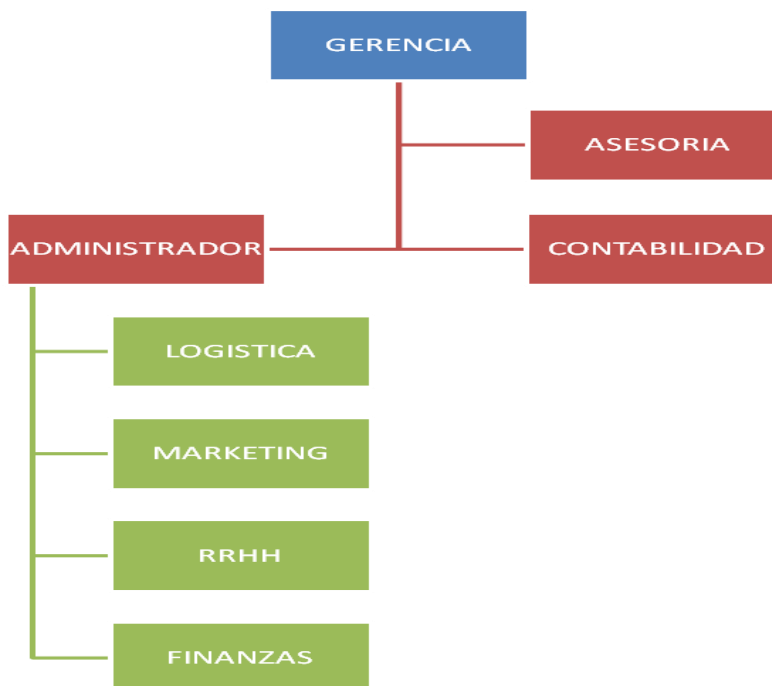 GERENCIA
ASESORIA
ADMINISTRADOR
CONTABILIDAD
LOGISTICA
MARKETING
RRHH
FINANZAS